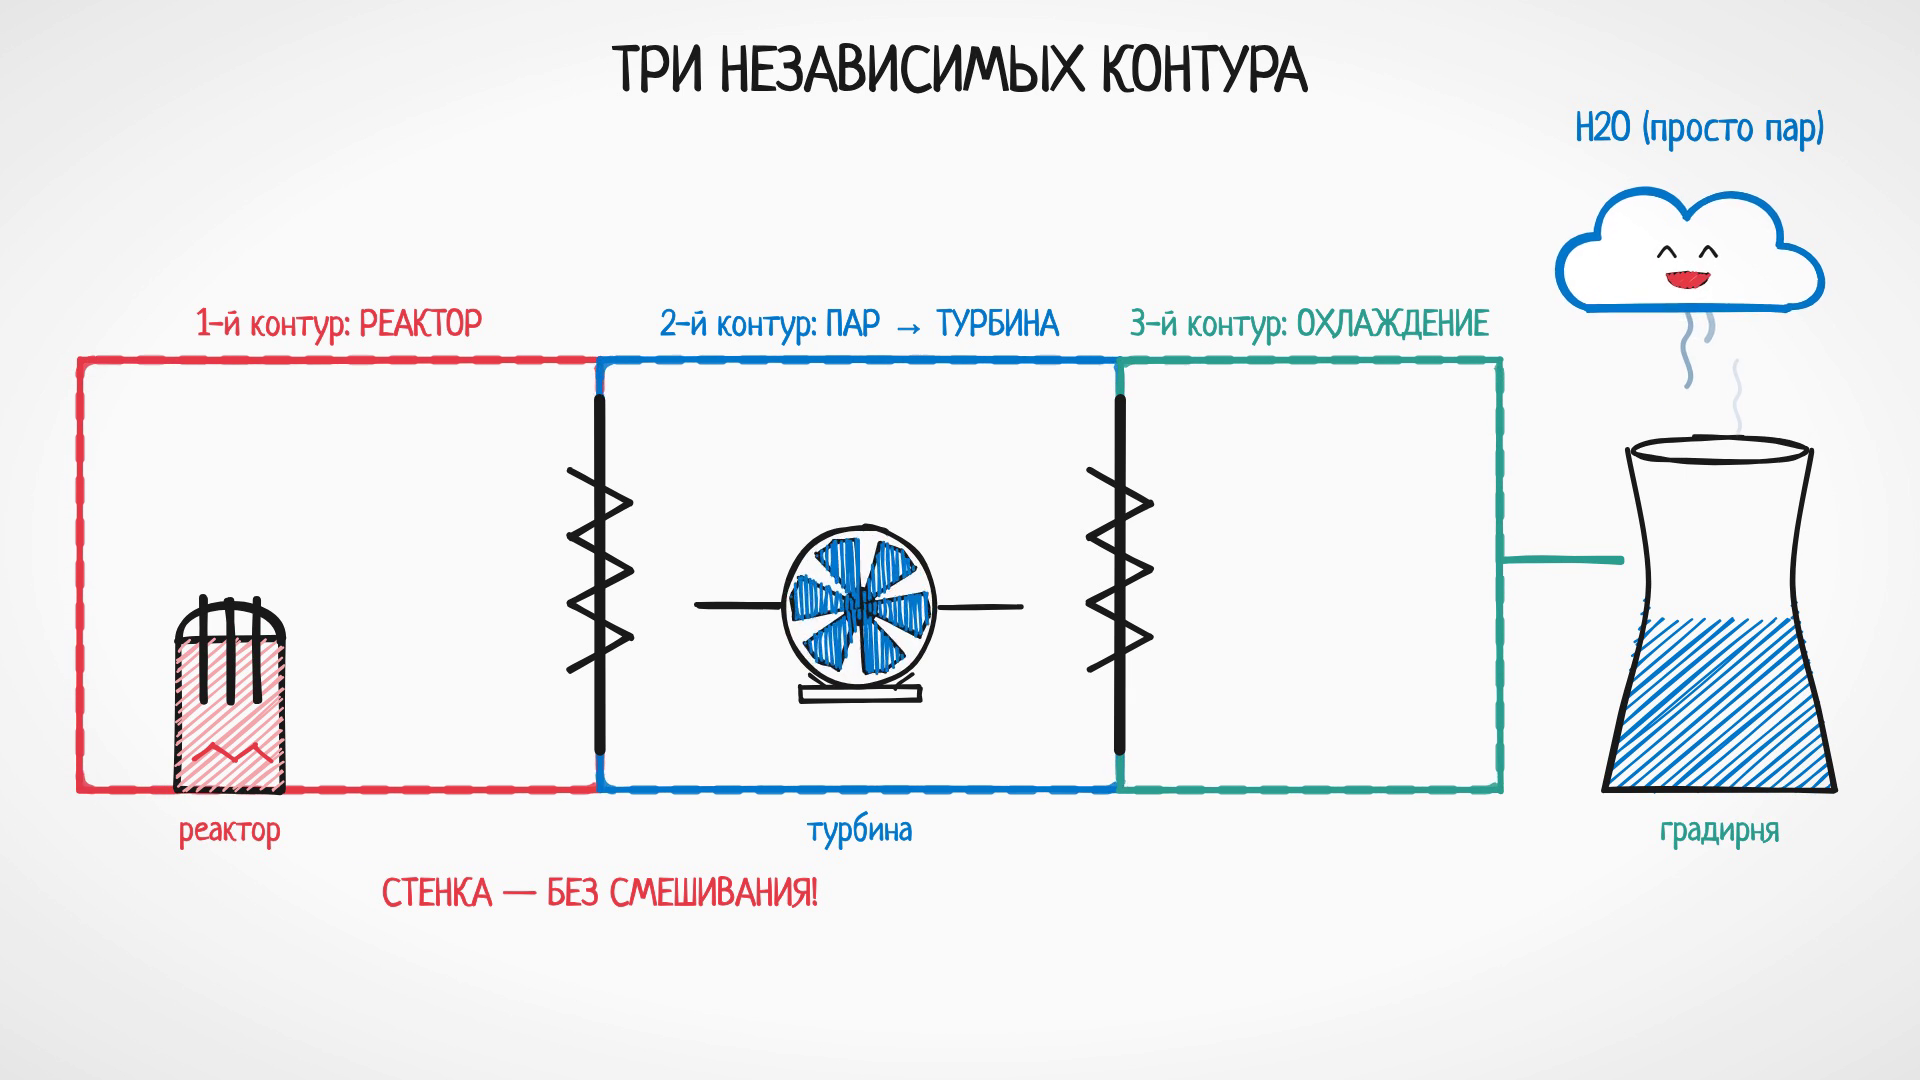 ТРИ НЕЗАВИСИМЫХ КОНТУРА
H2O (просто пар)
1-й контур: РЕАКТОР
2-й контур: ПАР → ТУРБИНА
3-й контур: ОХЛАЖДЕНИЕ
реактор
турбина
градирня
СТЕНКА — БЕЗ СМЕШИВАНИЯ!